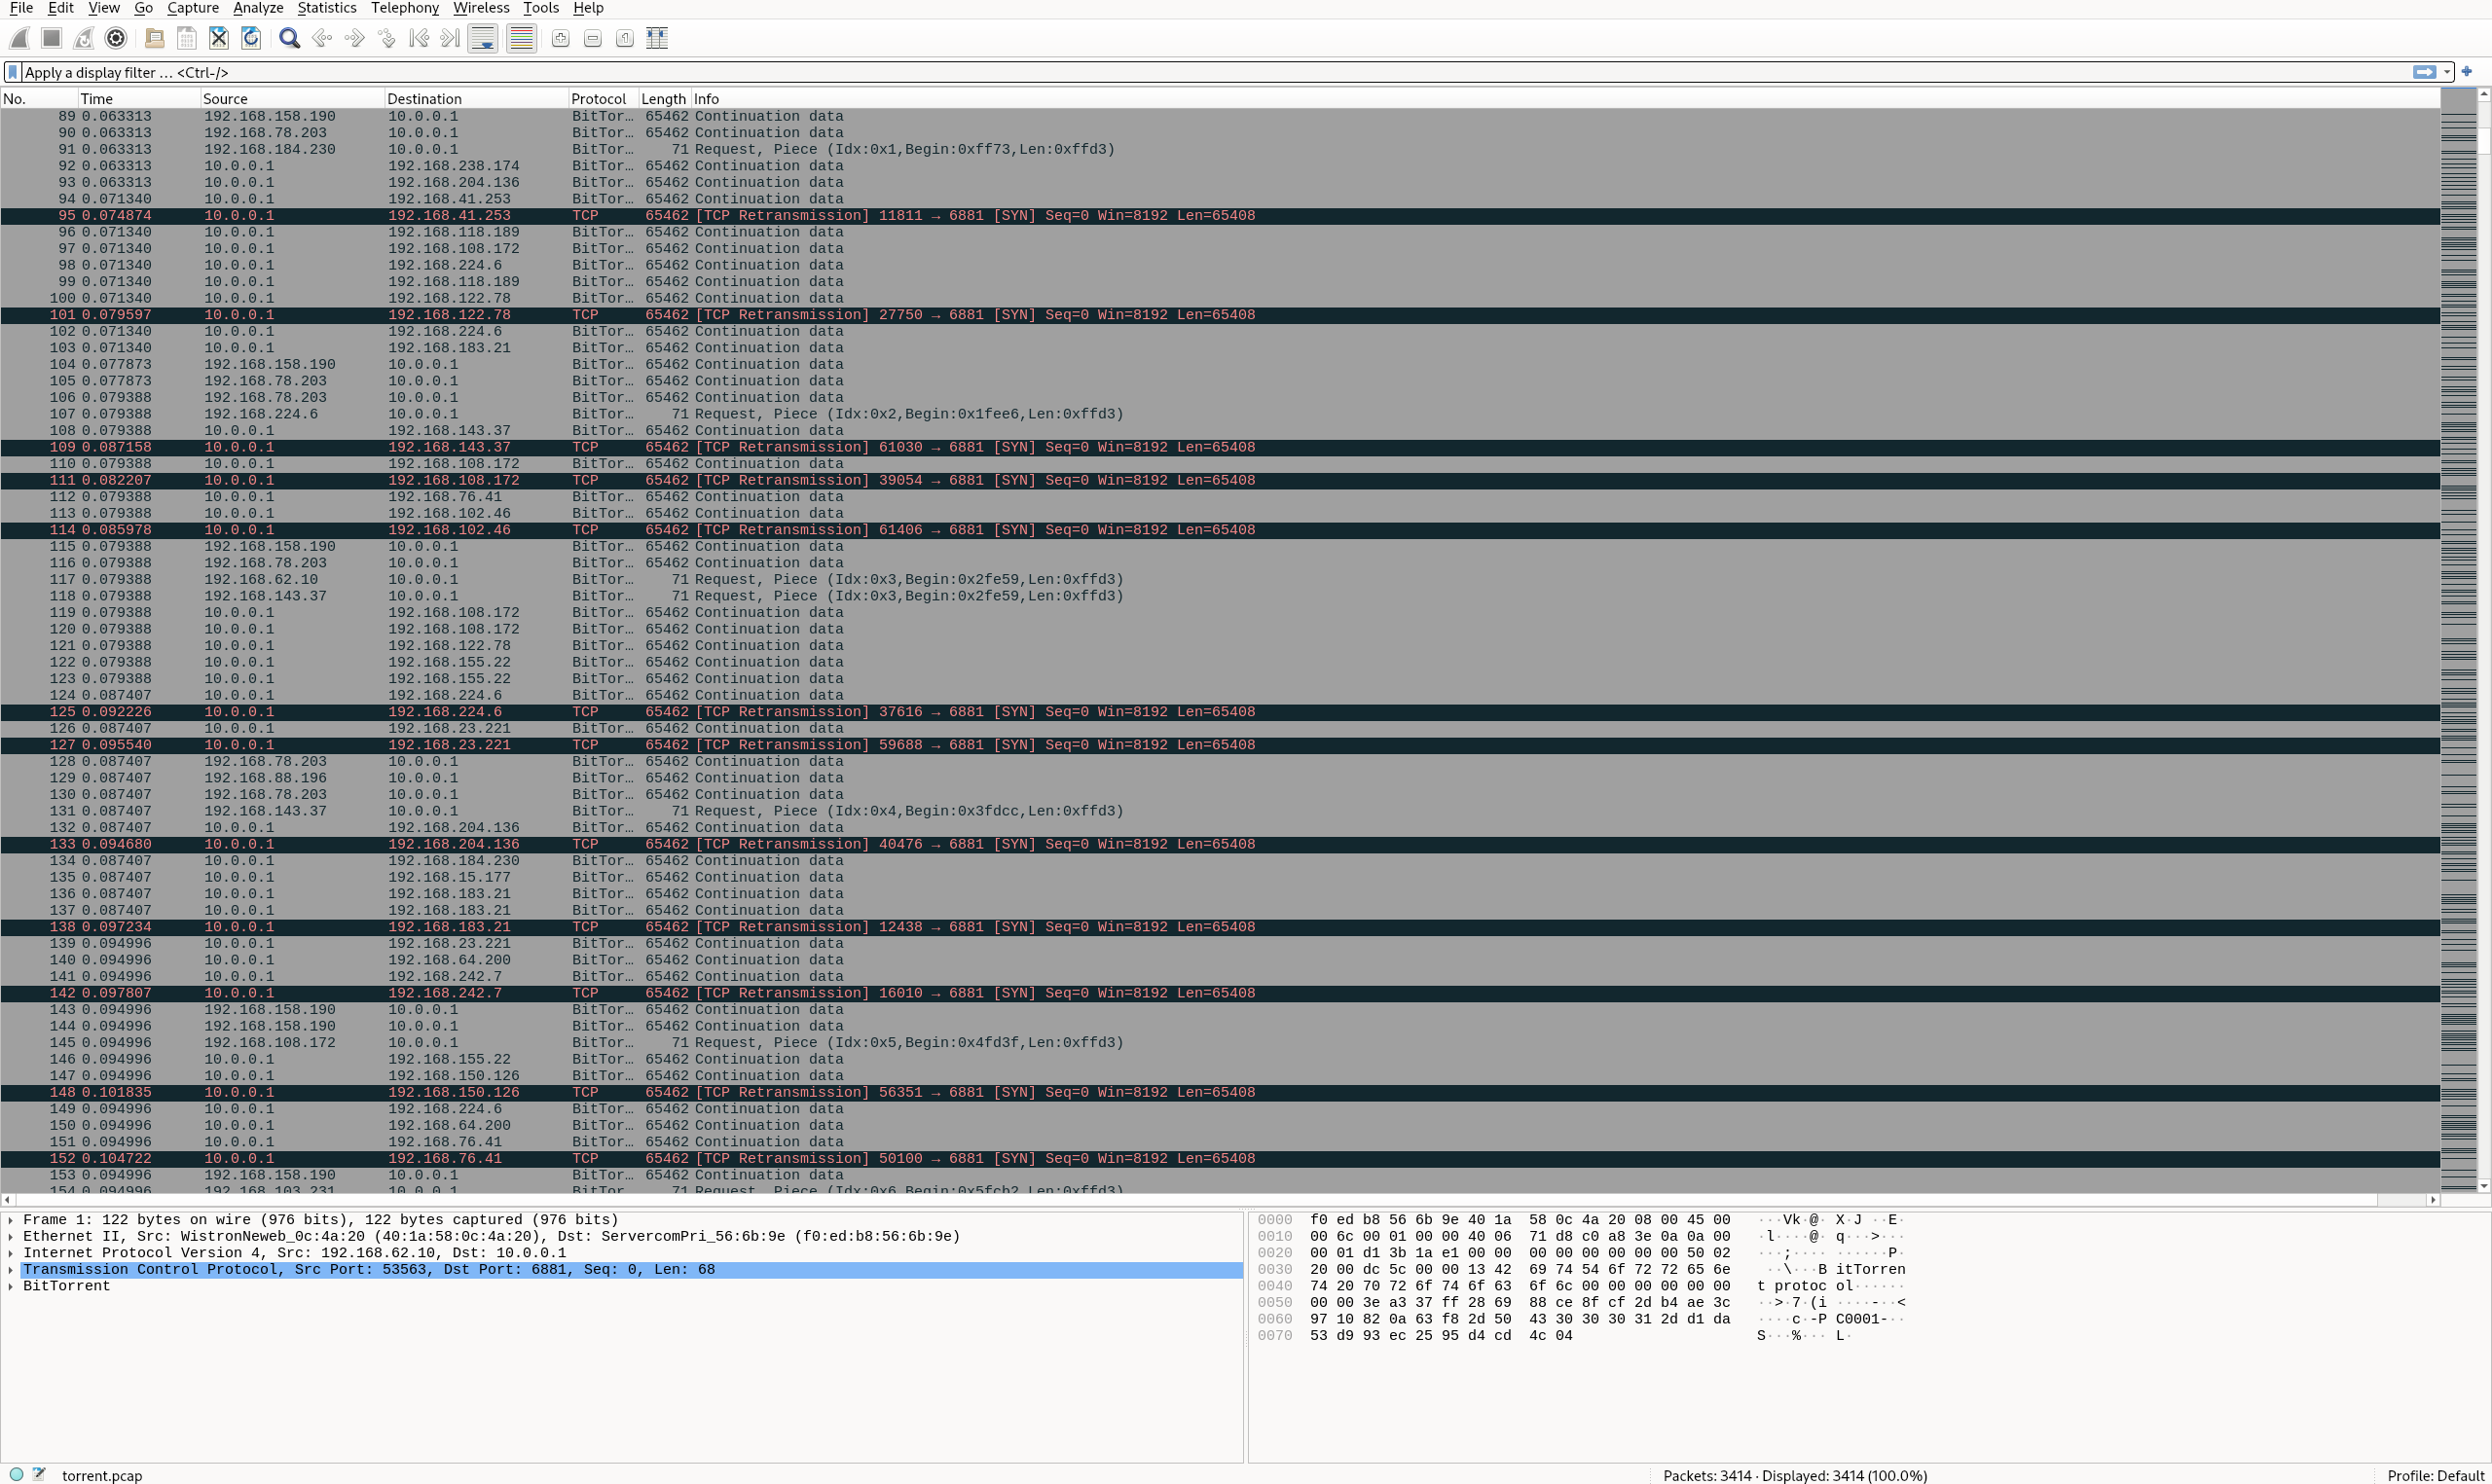 File Edit View Go Capture Analyze Statistics Telephony Wireless Tools Help
Apply a display filter … <Ctrl-/>
No. Time Source Destination Protocol Length Info
89 0.063313 192.168.158.190 10.0.0.1 BitTor… 65462 Continuation data
90 0.063313 192.168.78.203 10.0.0.1 BitTor… 65462 Continuation data
91 0.063313 192.168.184.230 10.0.0.1 BitTor… 71 Request, Piece (Idx:0x1,Begin:0xff73,Len:0xffd3)
92 0.063313 10.0.0.1 192.168.238.174 BitTor… 65462 Continuation data
93 0.063313 10.0.0.1 192.168.204.136 BitTor… 65462 Continuation data
94 0.071340 10.0.0.1 192.168.41.253 BitTor… 65462 Continuation data
95 0.074874 10.0.0.1 192.168.41.253 TCP 65462 [TCP Retransmission] 11811 → 6881 [SYN] Seq=0 Win=8192 Len=65408
96 0.071340 10.0.0.1 192.168.118.189 BitTor… 65462 Continuation data
97 0.071340 10.0.0.1 192.168.108.172 BitTor… 65462 Continuation data
98 0.071340 10.0.0.1 192.168.224.6 BitTor… 65462 Continuation data
99 0.071340 10.0.0.1 192.168.118.189 BitTor… 65462 Continuation data
100 0.071340 10.0.0.1 192.168.122.78 BitTor… 65462 Continuation data
101 0.079597 10.0.0.1 192.168.122.78 TCP 65462 [TCP Retransmission] 27750 → 6881 [SYN] Seq=0 Win=8192 Len=65408
102 0.071340 10.0.0.1 192.168.224.6 BitTor… 65462 Continuation data
103 0.071340 10.0.0.1 192.168.183.21 BitTor… 65462 Continuation data
104 0.077873 192.168.158.190 10.0.0.1 BitTor… 65462 Continuation data
105 0.077873 192.168.78.203 10.0.0.1 BitTor… 65462 Continuation data
106 0.079388 192.168.78.203 10.0.0.1 BitTor… 65462 Continuation data
107 0.079388 192.168.224.6 10.0.0.1 BitTor… 71 Request, Piece (Idx:0x2,Begin:0x1fee6,Len:0xffd3)
108 0.079388 10.0.0.1 192.168.143.37 BitTor… 65462 Continuation data
109 0.087158 10.0.0.1 192.168.143.37 TCP 65462 [TCP Retransmission] 61030 → 6881 [SYN] Seq=0 Win=8192 Len=65408
110 0.079388 10.0.0.1 192.168.108.172 BitTor… 65462 Continuation data
111 0.082207 10.0.0.1 192.168.108.172 TCP 65462 [TCP Retransmission] 39054 → 6881 [SYN] Seq=0 Win=8192 Len=65408
112 0.079388 10.0.0.1 192.168.76.41 BitTor… 65462 Continuation data
113 0.079388 10.0.0.1 192.168.102.46 BitTor… 65462 Continuation data
114 0.085978 10.0.0.1 192.168.102.46 TCP 65462 [TCP Retransmission] 61406 → 6881 [SYN] Seq=0 Win=8192 Len=65408
115 0.079388 192.168.158.190 10.0.0.1 BitTor… 65462 Continuation data
116 0.079388 192.168.78.203 10.0.0.1 BitTor… 65462 Continuation data
117 0.079388 192.168.62.10 10.0.0.1 BitTor… 71 Request, Piece (Idx:0x3,Begin:0x2fe59,Len:0xffd3)
118 0.079388 192.168.143.37 10.0.0.1 BitTor… 71 Request, Piece (Idx:0x3,Begin:0x2fe59,Len:0xffd3)
119 0.079388 10.0.0.1 192.168.108.172 BitTor… 65462 Continuation data
120 0.079388 10.0.0.1 192.168.108.172 BitTor… 65462 Continuation data
121 0.079388 10.0.0.1 192.168.122.78 BitTor… 65462 Continuation data
122 0.079388 10.0.0.1 192.168.155.22 BitTor… 65462 Continuation data
123 0.079388 10.0.0.1 192.168.155.22 BitTor… 65462 Continuation data
124 0.087407 10.0.0.1 192.168.224.6 BitTor… 65462 Continuation data
125 0.092226 10.0.0.1 192.168.224.6 TCP 65462 [TCP Retransmission] 37616 → 6881 [SYN] Seq=0 Win=8192 Len=65408
126 0.087407 10.0.0.1 192.168.23.221 BitTor… 65462 Continuation data
127 0.095540 10.0.0.1 192.168.23.221 TCP 65462 [TCP Retransmission] 59688 → 6881 [SYN] Seq=0 Win=8192 Len=65408
128 0.087407 192.168.78.203 10.0.0.1 BitTor… 65462 Continuation data
129 0.087407 192.168.88.196 10.0.0.1 BitTor… 65462 Continuation data
130 0.087407 192.168.78.203 10.0.0.1 BitTor… 65462 Continuation data
131 0.087407 192.168.143.37 10.0.0.1 BitTor… 71 Request, Piece (Idx:0x4,Begin:0x3fdcc,Len:0xffd3)
132 0.087407 10.0.0.1 192.168.204.136 BitTor… 65462 Continuation data
133 0.094680 10.0.0.1 192.168.204.136 TCP 65462 [TCP Retransmission] 40476 → 6881 [SYN] Seq=0 Win=8192 Len=65408
134 0.087407 10.0.0.1 192.168.184.230 BitTor… 65462 Continuation data
135 0.087407 10.0.0.1 192.168.15.177 BitTor… 65462 Continuation data
136 0.087407 10.0.0.1 192.168.183.21 BitTor… 65462 Continuation data
137 0.087407 10.0.0.1 192.168.183.21 BitTor… 65462 Continuation data
138 0.097234 10.0.0.1 192.168.183.21 TCP 65462 [TCP Retransmission] 12438 → 6881 [SYN] Seq=0 Win=8192 Len=65408
139 0.094996 10.0.0.1 192.168.23.221 BitTor… 65462 Continuation data
140 0.094996 10.0.0.1 192.168.64.200 BitTor… 65462 Continuation data
141 0.094996 10.0.0.1 192.168.242.7 BitTor… 65462 Continuation data
142 0.097807 10.0.0.1 192.168.242.7 TCP 65462 [TCP Retransmission] 16010 → 6881 [SYN] Seq=0 Win=8192 Len=65408
143 0.094996 192.168.158.190 10.0.0.1 BitTor… 65462 Continuation data
144 0.094996 192.168.158.190 10.0.0.1 BitTor… 65462 Continuation data
145 0.094996 192.168.108.172 10.0.0.1 BitTor… 71 Request, Piece (Idx:0x5,Begin:0x4fd3f,Len:0xffd3)
146 0.094996 10.0.0.1 192.168.155.22 BitTor… 65462 Continuation data
147 0.094996 10.0.0.1 192.168.150.126 BitTor… 65462 Continuation data
148 0.101835 10.0.0.1 192.168.150.126 TCP 65462 [TCP Retransmission] 56351 → 6881 [SYN] Seq=0 Win=8192 Len=65408
149 0.094996 10.0.0.1 192.168.224.6 BitTor… 65462 Continuation data
150 0.094996 10.0.0.1 192.168.64.200 BitTor… 65462 Continuation data
151 0.094996 10.0.0.1 192.168.76.41 BitTor… 65462 Continuation data
152 0.104722 10.0.0.1 192.168.76.41 TCP 65462 [TCP Retransmission] 50100 → 6881 [SYN] Seq=0 Win=8192 Len=65408
153 0.094996 192.168.158.190 10.0.0.1 BitTor… 65462 Continuation data
154 0.094996 192.168.103.231 10.0.0.1 BitTor… 71 Request, Piece (Idx:0x6,Begin:0x5fcb2,Len:0xffd3)
Frame 1: 122 bytes on wire (976 bits), 122 bytes captured (976 bits)
Ethernet II, Src: WistronNeweb_0c:4a:20 (40:1a:58:0c:4a:20), Dst: ServercomPri_56:6b:9e (f0:ed:b8:56:6b:9e)
Internet Protocol Version 4, Src: 192.168.62.10, Dst: 10.0.0.1
Transmission Control Protocol, Src Port: 53563, Dst Port: 6881, Seq: 0, Len: 68
BitTorrent
0000 f0 ed b8 56 6b 9e 40 1a 58 0c 4a 20 08 00 45 00 ···Vk·@· X·J ··E·
0010 00 6c 00 01 00 00 40 06 71 d8 c0 a8 3e 0a 0a 00 ·l····@· q···>···
0020 00 01 d1 3b 1a e1 00 00 00 00 00 00 00 00 50 02 ···;···· ······P·
0030 20 00 dc 5c 00 00 13 42 69 74 54 6f 72 72 65 6e ··\···B itTorren
0040 74 20 70 72 6f 74 6f 63 6f 6c 00 00 00 00 00 00 t protoc ol······
0050 00 00 3e a3 37 ff 28 69 88 ce 8f cf 2d b4 ae 3c ··>·7·(i ····-··<
0060 97 10 82 0a 63 f8 2d 50 43 30 30 30 31 2d d1 da ····c·-P C0001-··
0070 53 d9 93 ec 25 95 d4 cd 4c 04 S···%··· L·
torrent.pcap
Packets: 3414 · Displayed: 3414 (100.0%)
Profile: Default